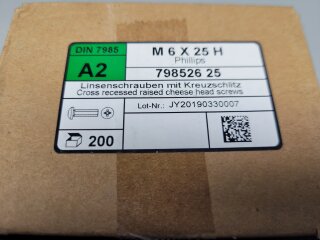 DIN 7985
M 6 X 25 H
Phillips
A2
798526 25
Linsenschrauben mit Kreuzschlitz
Cross recessed raised cheese head screws
Lot-Nr.: JY20190330007
200